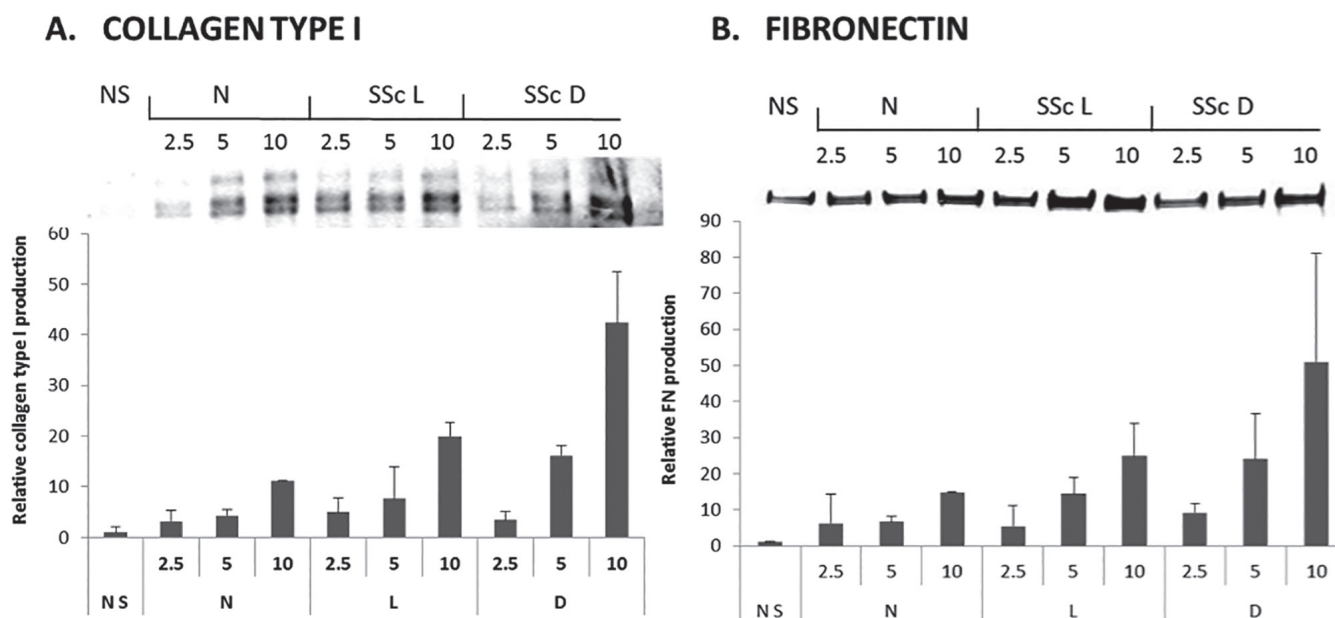 A. COLLAGEN TYPE I
NS N SSc L SSc D
2.5 5 10 2.5 5 10 2.5 5 10
60
50
40
30
20
10
0
Relative collagen type I production
2.5 5 10 2.5 5 10 2.5 5 10
N S N L D
B. FIBRONECTIN
NS N SSc L SSc D
2.5 5 10 2.5 5 10 2.5 5 10
90
80
70
60
50
40
30
20
10
0
Relative FN production
2.5 5 10 2.5 5 10 2.5 5 10
N S N L D